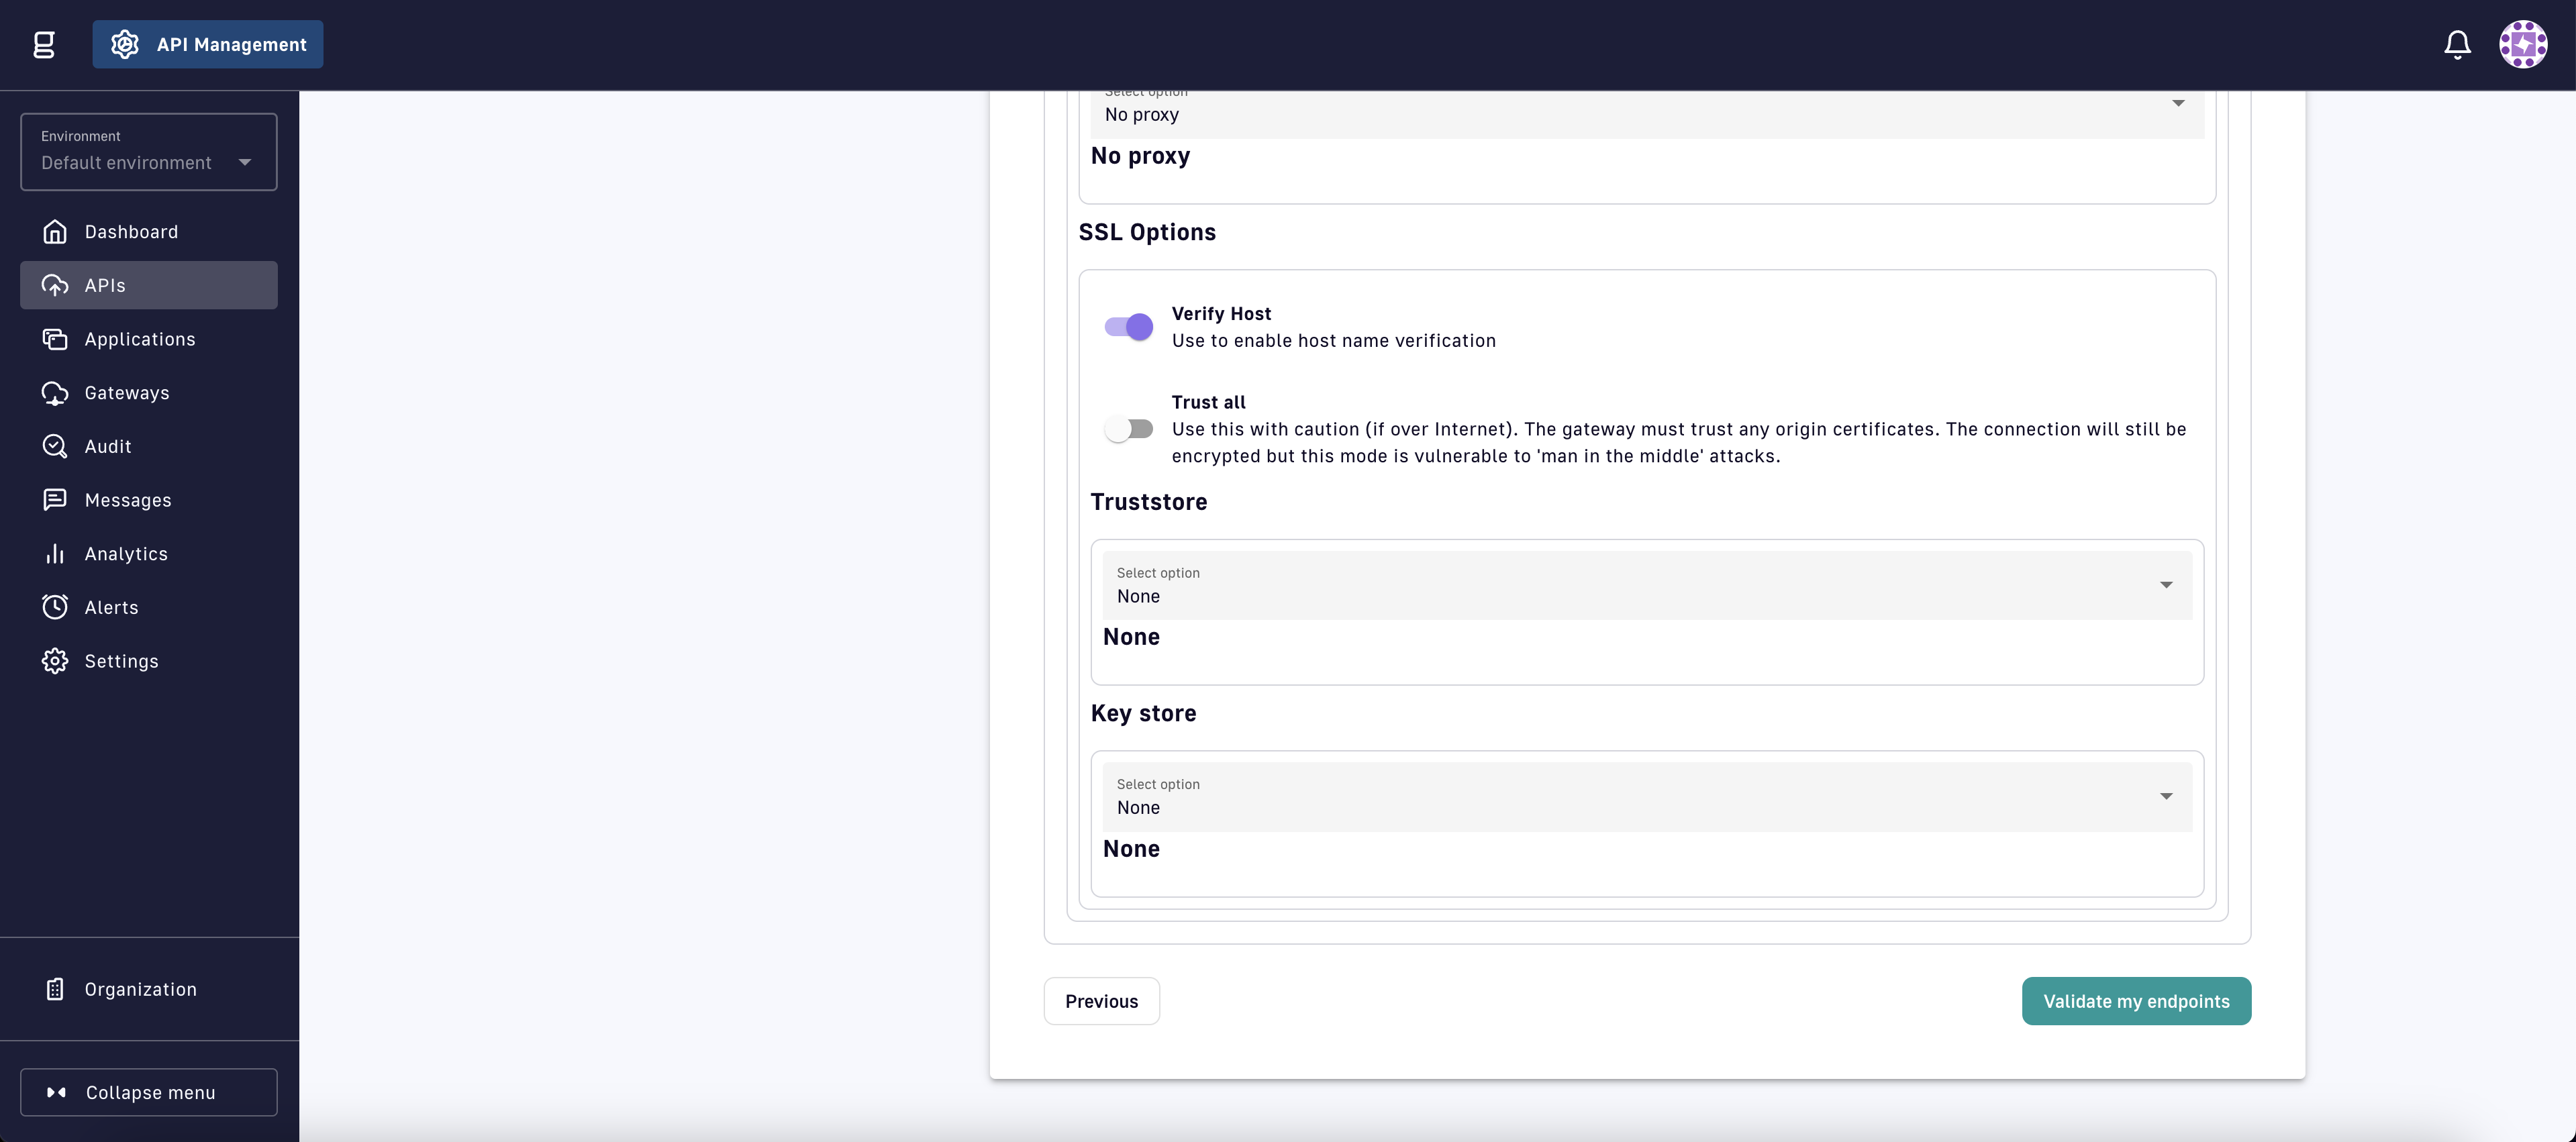 API Management
Environment
Default environment
Dashboard
APIs
Applications
Gateways
Audit
Messages
Analytics
Alerts
Settings
Organization
Collapse menu
Select option
No proxy
No proxy
SSL Options
Verify Host
Use to enable host name verification
Trust all
Use this with caution (if over Internet). The gateway must trust any origin certificates. The connection will still be
encrypted but this mode is vulnerable to 'man in the middle' attacks.
Truststore
Select option
None
None
Key store
Select option
None
None
Previous
Validate my endpoints